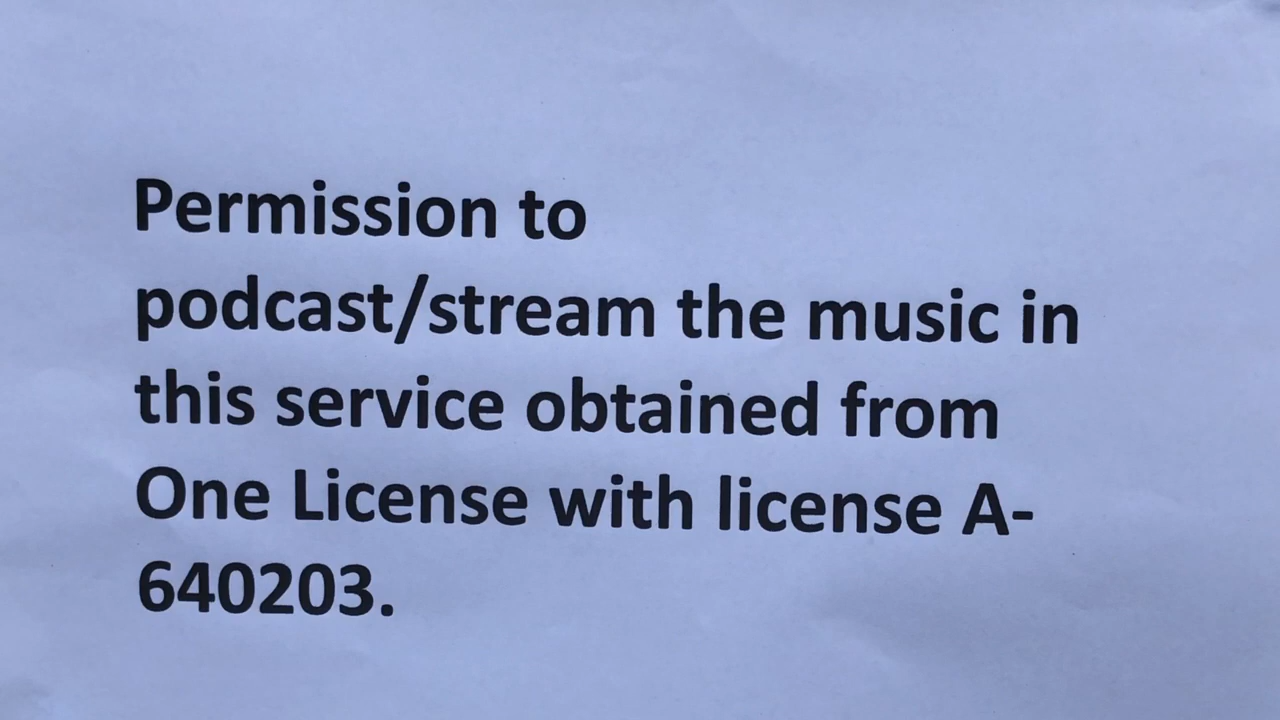 Permission to
podcast/stream the music in
this service obtained from
One License with license A-
640203.